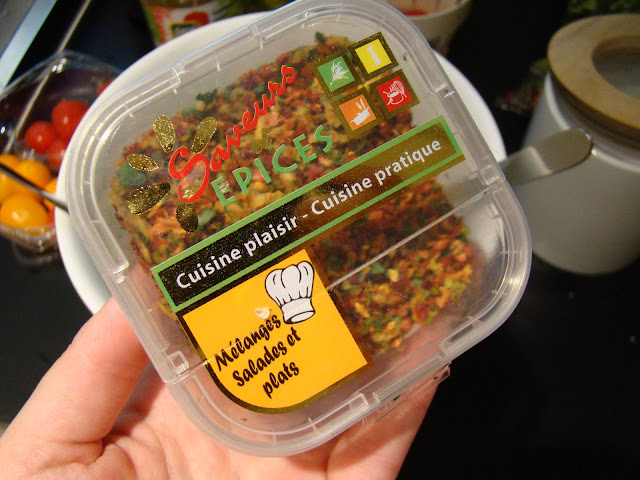 Saveurs
EPICES
Cuisine plaisir - Cuisine pratique
Mélanges
Salades et
plats